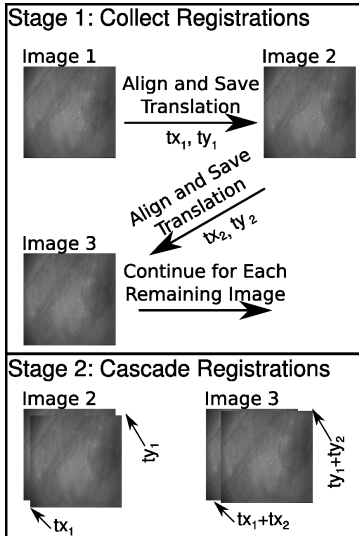 Stage 1: Collect Registrations
Image 1
Image 2
Align and Save
Translation
tx₁, ty₁
Align and Save
Translation
tx₂, ty₂
Image 3
Continue for Each
Remaining Image
Stage 2: Cascade Registrations
Image 2
Image 3
ty₁
tx₁
ty₁+ty₂
tx₁+tx₂